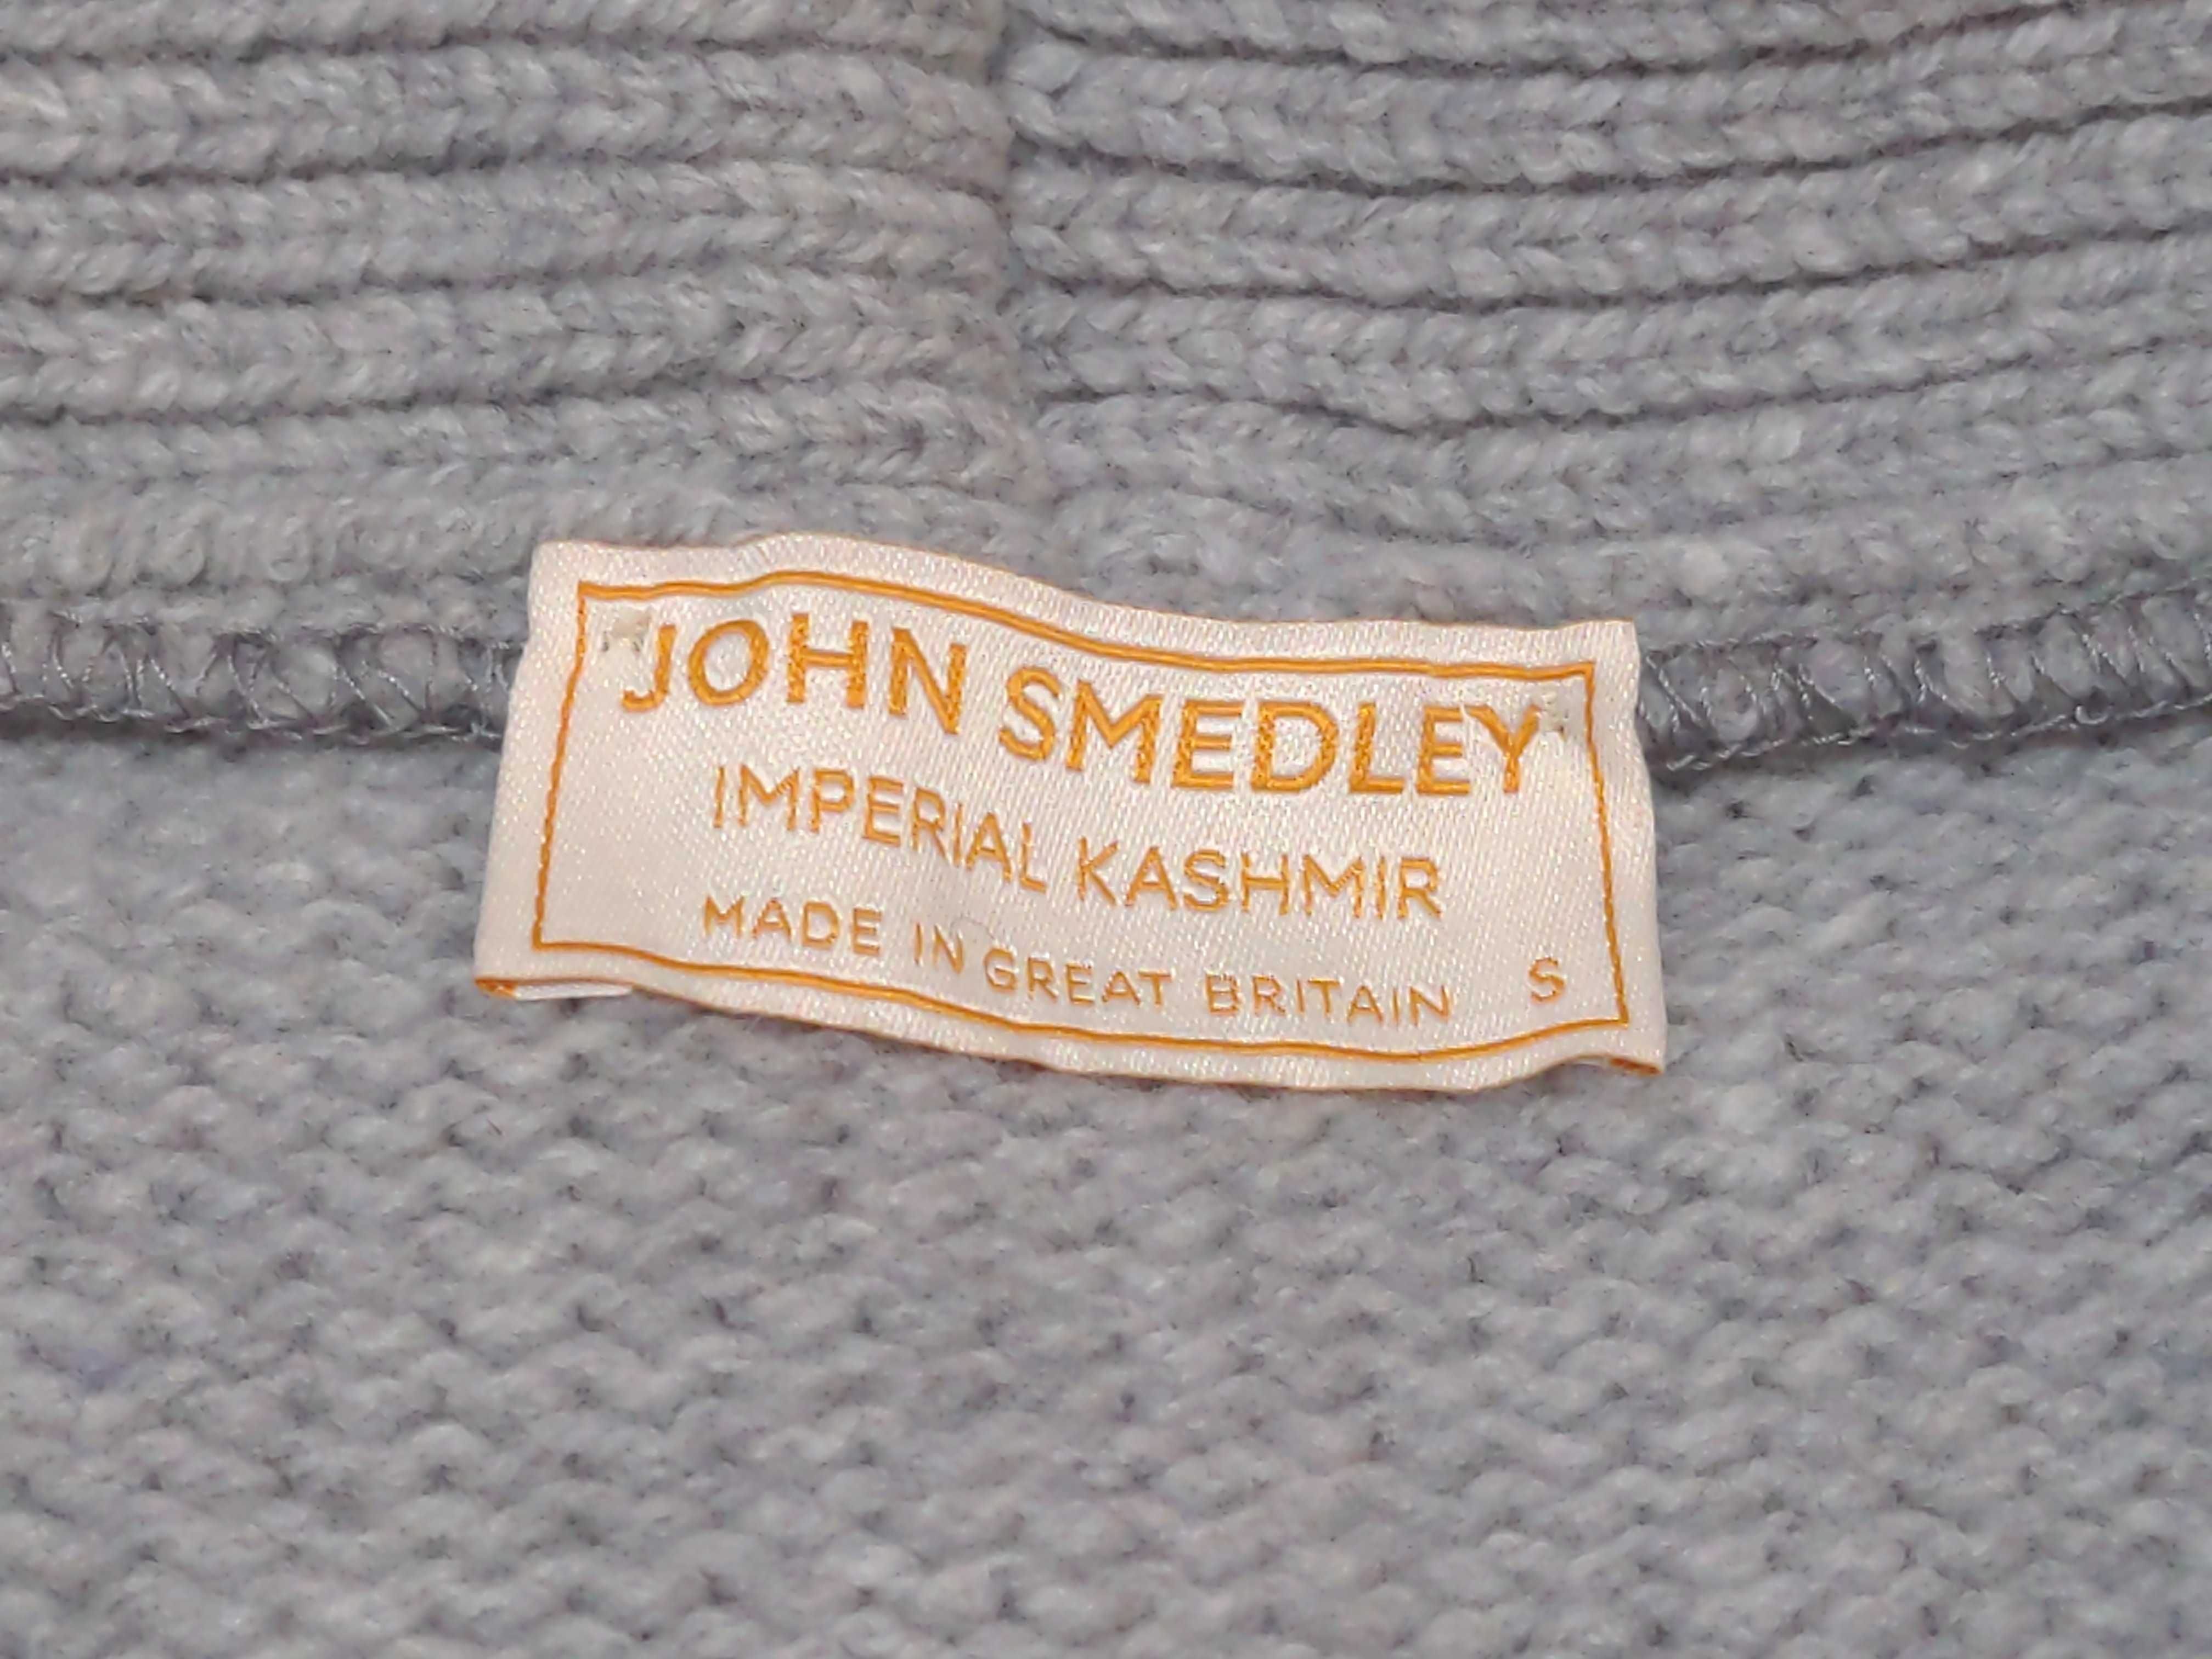 JOHN SMEDLEY
IMPERIAL KASHMIR
MADE IN GREAT BRITAIN S